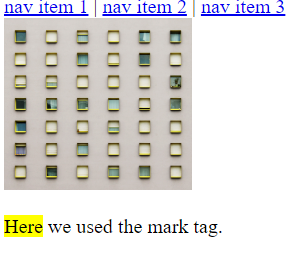 nav item 1 | nav item 2 | nav item 3
Here we used the mark tag.